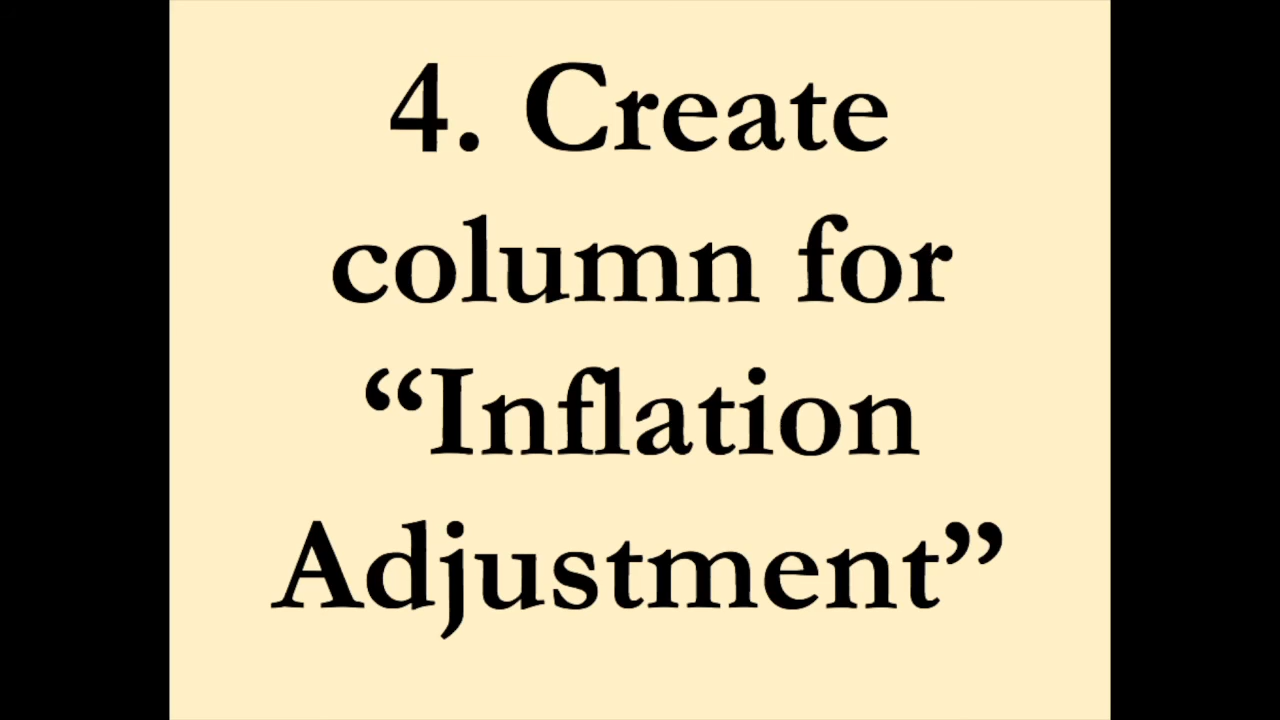 4. Create
column for
“Inflation
Adjustment”